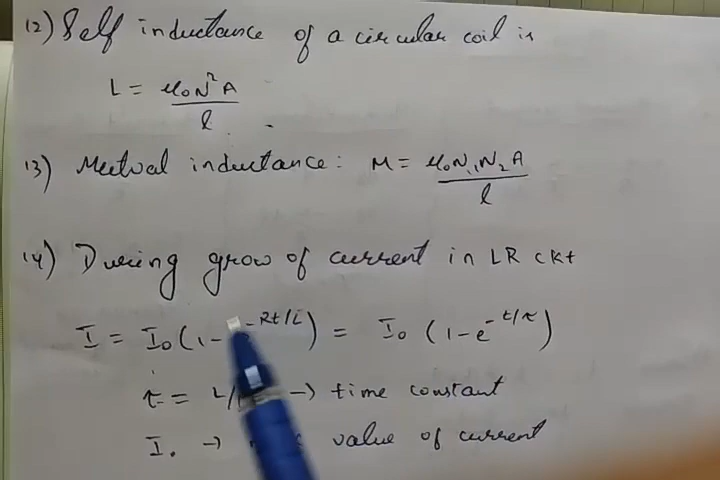 12) Self inductance of a circular coil is
L = μ₀N²A / l
13) Mutual inductance: M = μ₀N₁N₂A / l
14) During grow of current in LR ckt
I = I₀(1 - e^-Rt/L) = I₀ (1 - e^-t/τ)
τ = L/ → time constant
I₀ → value of current